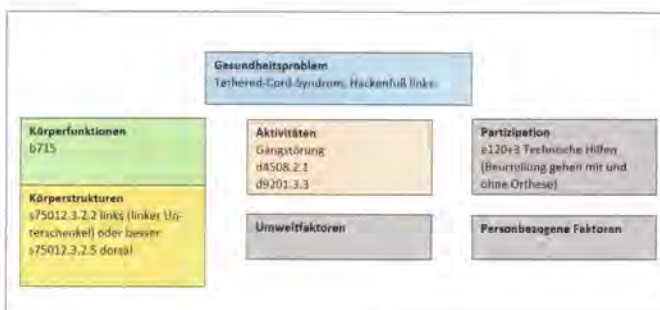 Gesundheitsproblem
Tethered-Cord-Syndrom, Hackenfuß links
Körperfunktionen
b715
Körperstrukturen
s75012.3.2.2 links (linker Un-
terschenkel) oder besser
s75012.3.2.5 dorsal
Aktivitäten
Gangstörung
d4508.2.1
d9201.3.3
Umweltfaktoren
Partizipation
e120+3 Technische Hilfen
(Beurteilung gehen mit und
ohne Orthese)
Personbezogene Faktoren